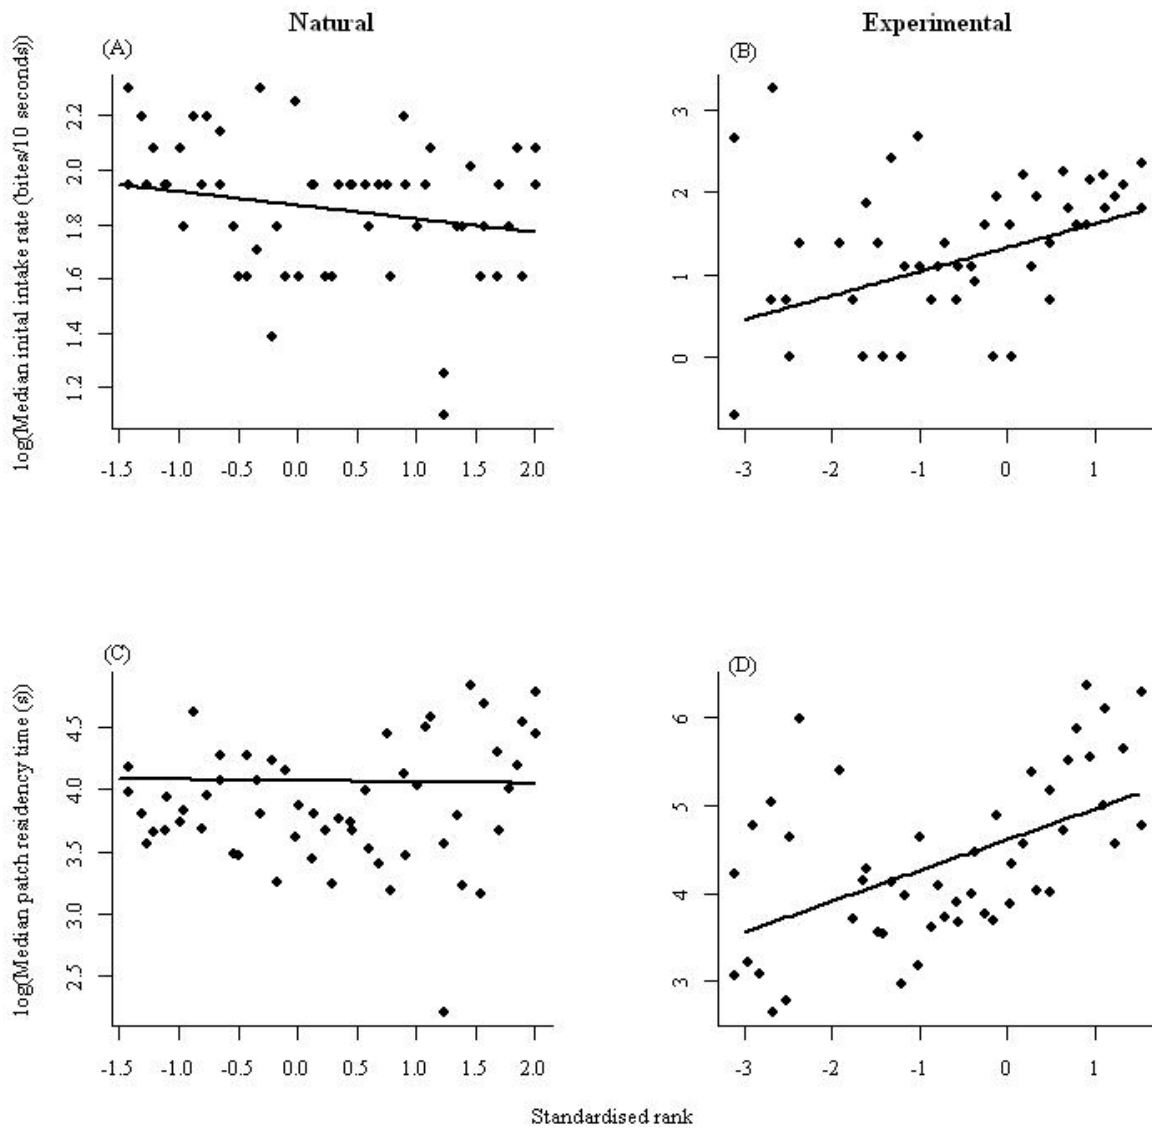 Natural
Experimental
(A)
(B)
log(Median inital intake rate (bites/10 seconds))
2.2
2.0
1.8
1.6
1.4
1.2
-1.5 -1.0 -0.5 0.0 0.5 1.0 1.5 2.0
3
2
1
0
-3 -2 -1 0 1
(C)
(D)
log(Median patch residency time (s))
4.5
4.0
3.5
3.0
2.5
-1.5 -1.0 -0.5 0.0 0.5 1.0 1.5 2.0
6
5
4
3
-3 -2 -1 0 1
Standardised rank